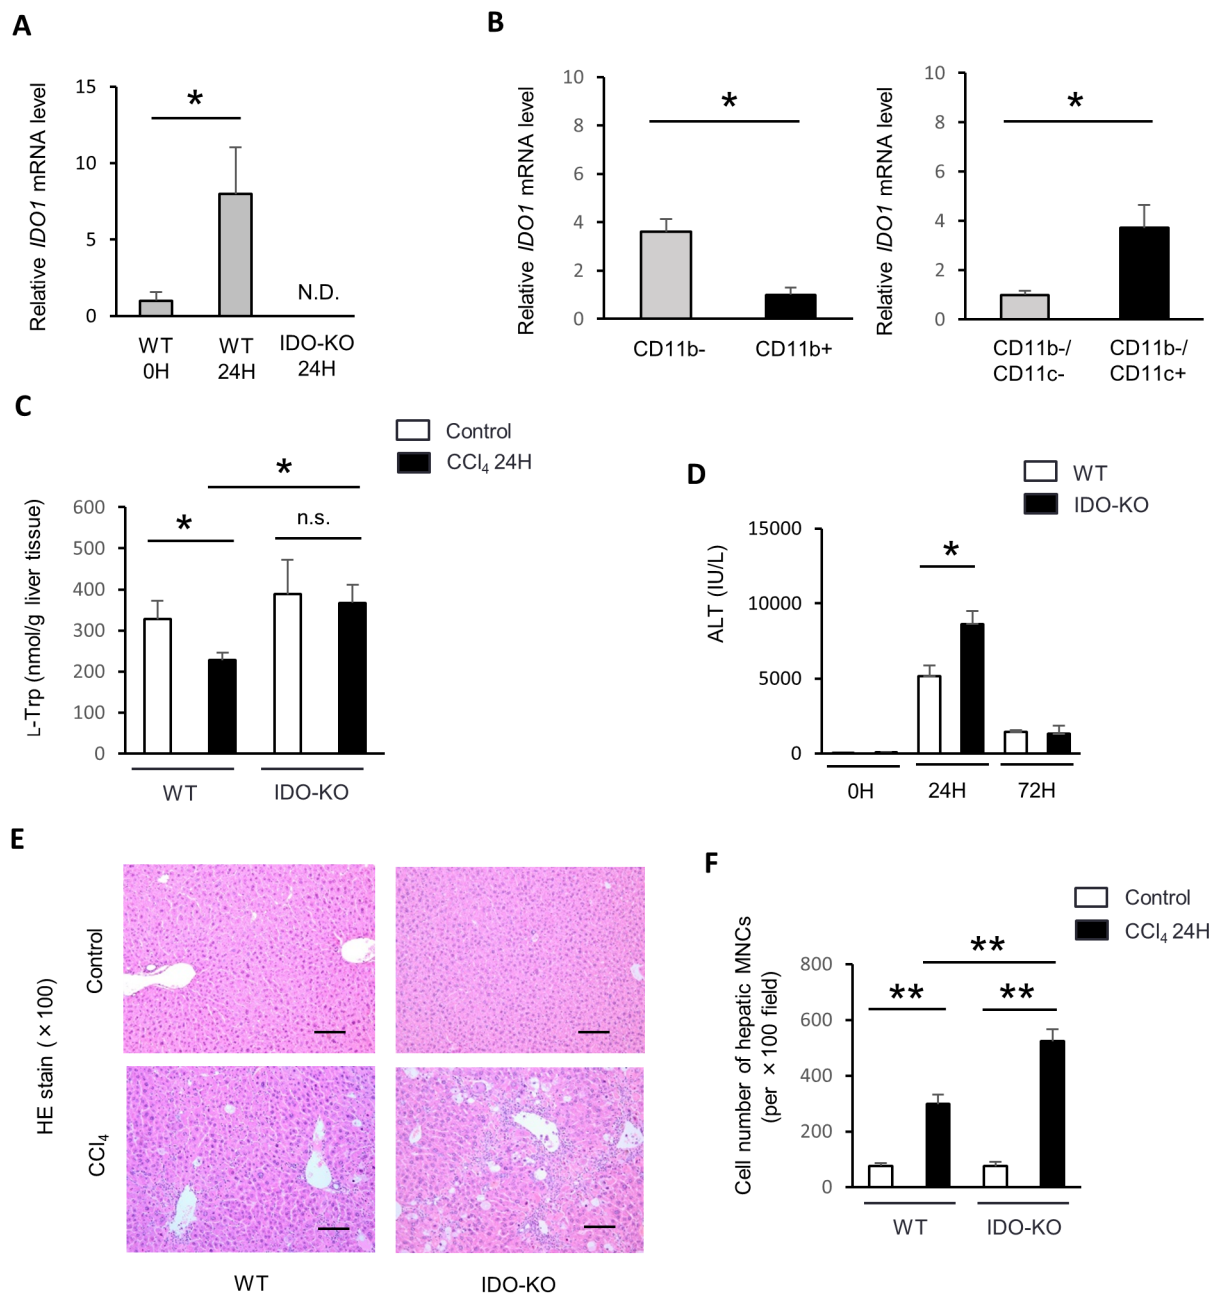 A
Relative IDO1 mRNA level
15
10
5
0
*
N.D.
WT
0H
WT
24H
IDO-KO
24H
B
Relative IDO1 mRNA level
10
8
6
4
2
0
*
CD11b-
CD11b+
Relative IDO1 mRNA level
10
8
6
4
2
0
*
CD11b-/
CD11c-
CD11b-/
CD11c+
C
Control
CCl4 24H
L-Trp (nmol/g liver tissue)
600
500
400
300
200
100
0
*
*
n.s.
WT
IDO-KO
D
WT
IDO-KO
ALT (IU/L)
15000
10000
5000
0
*
0H
24H
72H
E
HE stain (×100)
Control
CCl4
WT
IDO-KO
F
Control
CCl4 24H
Cell number of hepatic MNCs
(per ×100 field)
800
600
400
200
0
**
**
**
WT
IDO-KO